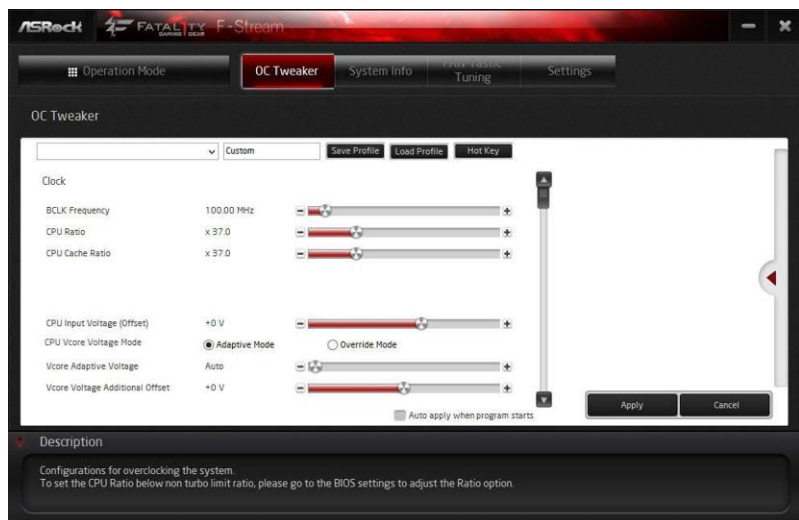 ASRock FATAL1TY GAMING GEAR F-Stream
Operation Mode OC Tweaker System Info FAN-Tastic Tuning Settings
OC Tweaker
Custom Save Profile Load Profile Hot Key
Clock
BCLK Frequency 100.00 MHz
CPU Ratio x 37.0
CPU Cache Ratio x 37.0
CPU Input Voltage (Offset) +0 V
CPU Vcore Voltage Mode Adaptive Mode Override Mode
Vcore Adaptive Voltage Auto
Vcore Voltage Additional Offset +0 V
Auto apply when program starts
Apply Cancel
Description
Configurations for overclocking the system.
To set the CPU Ratio below non turbo limit ratio, please go to the BIOS settings to adjust the Ratio option.